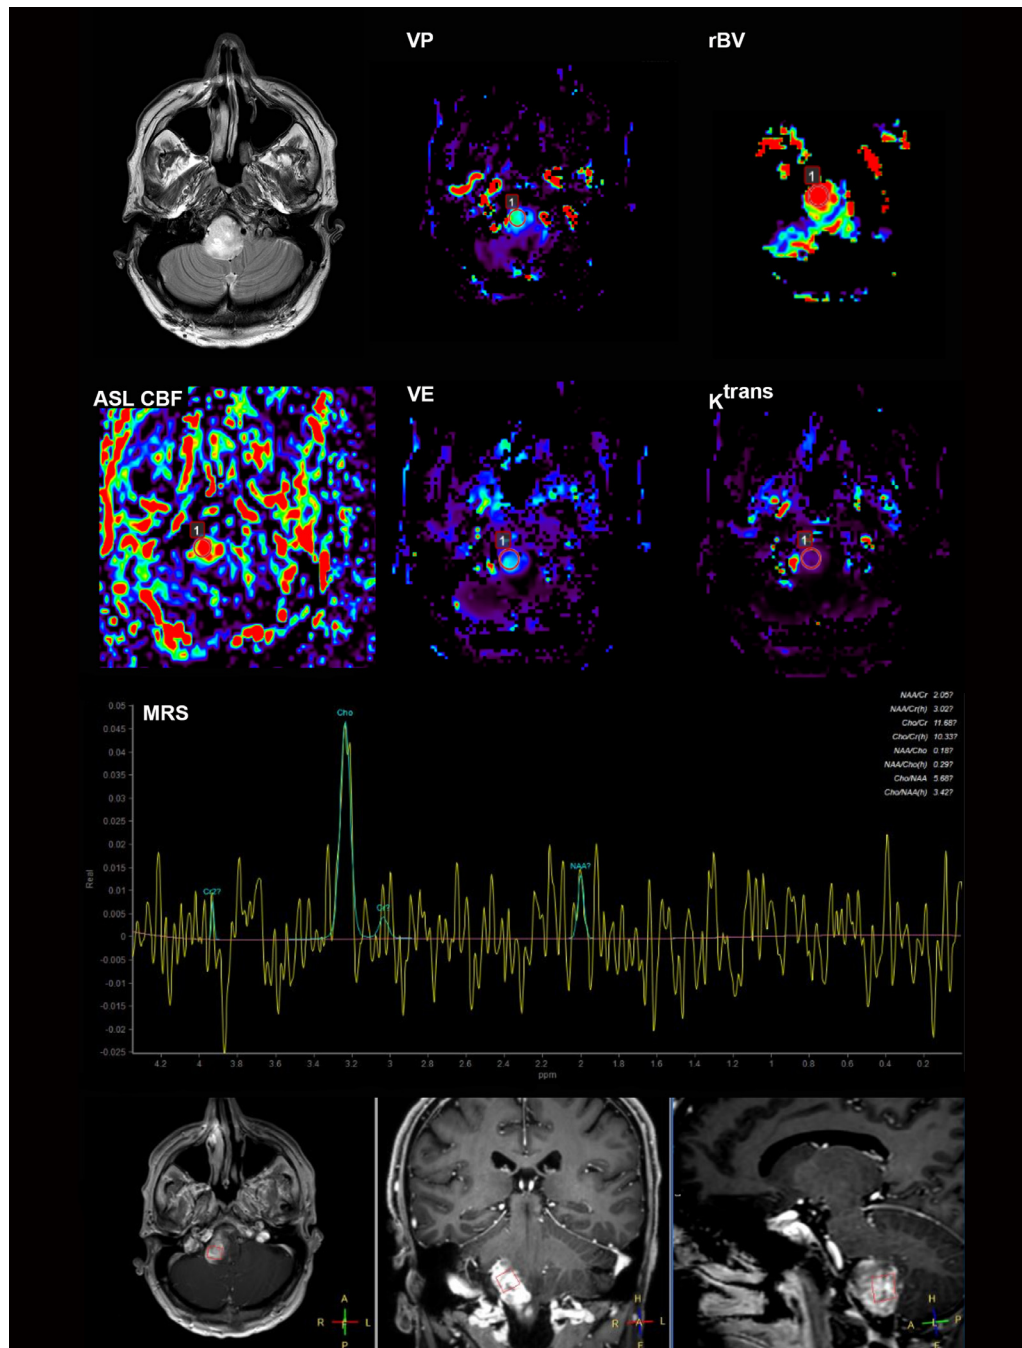 VP
rBV
1
1
ASL CBF
VE
Ktrans
1
1
1
MRS
NAA/Cr 2.05?
NAA/Cr(h) 3.02?
Cho/Cr 11.68?
Cho/Cr(h) 10.33?
NAA/Cho 0.18?
NAA/Cho(h) 0.29?
Cho/NAA 5.68?
Cho/NAA(h) 3.42?
0.05
0.045
0.04
0.035
0.03
0.025
0.02
0.015
0.01
0.005
0
-0.005
-0.01
-0.015
-0.02
-0.025
Real
Cho
Cr2??
Cr?
NAA?
4.2 4 3.8 3.6 3.4 3.2 3 2.8 2.6 2.4 2.2 2 1.8 1.6 1.4 1.2 1 0.8 0.6 0.4 0.2
ppm
A
R F L
P
H
R A L
F
H
A L P
F